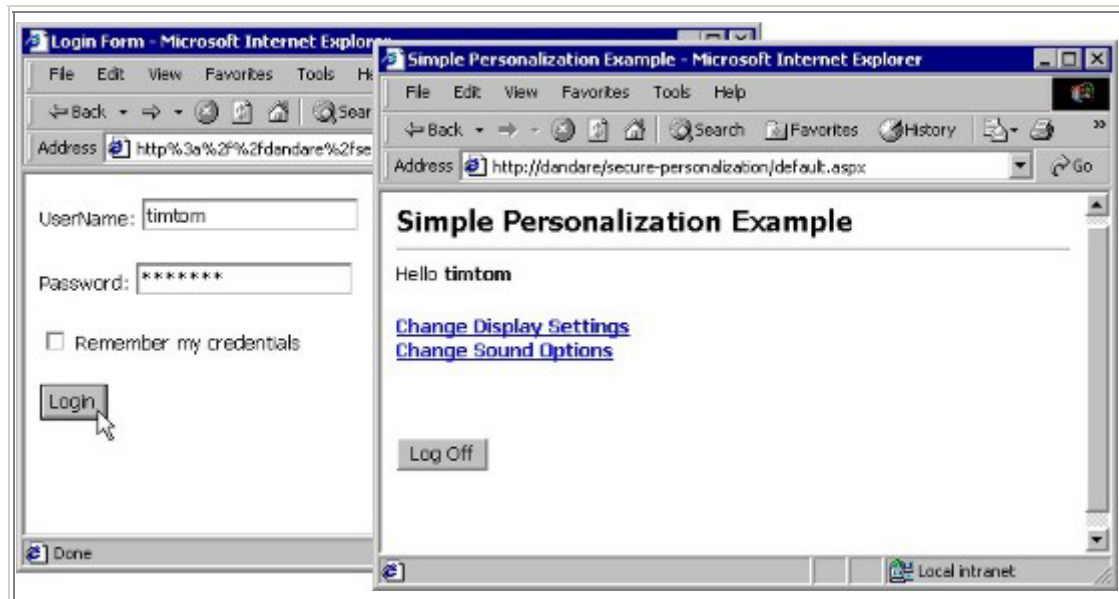 Login Form - Microsoft Internet Explorer
File Edit View Favorites Tools
Back
Address http%3a%2f%2fdandare%2fse
UserName: timtom
Password: *******
Remember my credentials
Login
Done
Simple Personalization Example - Microsoft Internet Explorer
File Edit View Favorites Tools Help
Back Search Favorites History »
Address http://dandare/secure-personalization/default.aspx Go
Simple Personalization Example
Hello timtom
Change Display Settings
Change Sound Options
Log Off
Local intranet